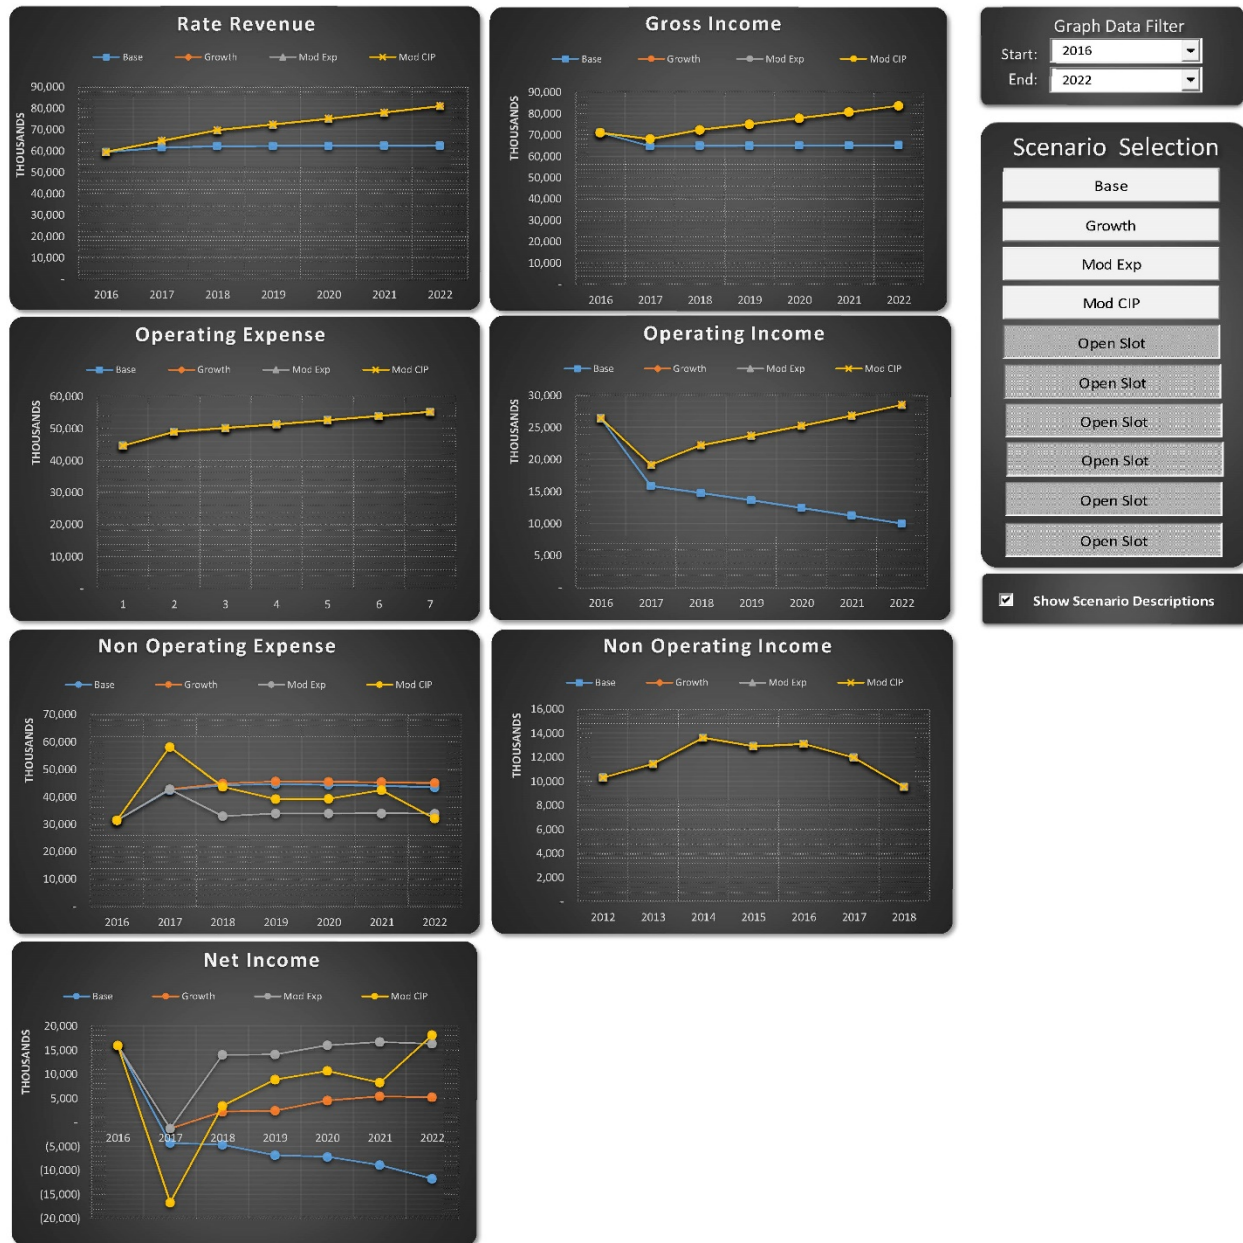 Rate Revenue
Base Growth Mod Exp Mod CIP
THOUSANDS
90,000
80,000
70,000
60,000
50,000
40,000
30,000
20,000
10,000
-
2016 2017 2018 2019 2020 2021 2022
Gross Income
Base Growth Mod Exp Mod CIP
THOUSANDS
90,000
80,000
70,000
60,000
50,000
40,000
30,000
20,000
10,000
-
2016 2017 2018 2019 2020 2021 2022
Graph Data Filter
Start: 2016
End: 2022
Scenario Selection
Base
Growth
Mod Exp
Mod CIP
Open Slot
Open Slot
Open Slot
Open Slot
Open Slot
Open Slot
Show Scenario Descriptions
Operating Expense
Base Growth Mod Exp Mod CIP
THOUSANDS
60,000
50,000
40,000
30,000
20,000
10,000
-
1 2 3 4 5 6 7
Operating Income
Base Growth Mod Exp Mod CIP
THOUSANDS
30,000
25,000
20,000
15,000
10,000
5,000
-
2016 2017 2018 2019 2020 2021 2022
Non Operating Expense
Base Growth Mod Exp Mod CIP
THOUSANDS
70,000
60,000
50,000
40,000
30,000
20,000
10,000
-
2016 2017 2018 2019 2020 2021 2022
Non Operating Income
Base Growth Mod Exp Mod CIP
THOUSANDS
16,000
14,000
12,000
10,000
8,000
6,000
4,000
2,000
-
2012 2013 2014 2015 2016 2017 2018
Net Income
Base Growth Mod Exp Mod CIP
THOUSANDS
20,000
15,000
10,000
5,000
-
2016 2017 2018 2019 2020 2021 2022
(5,000)
(10,000)
(15,000)
(20,000)